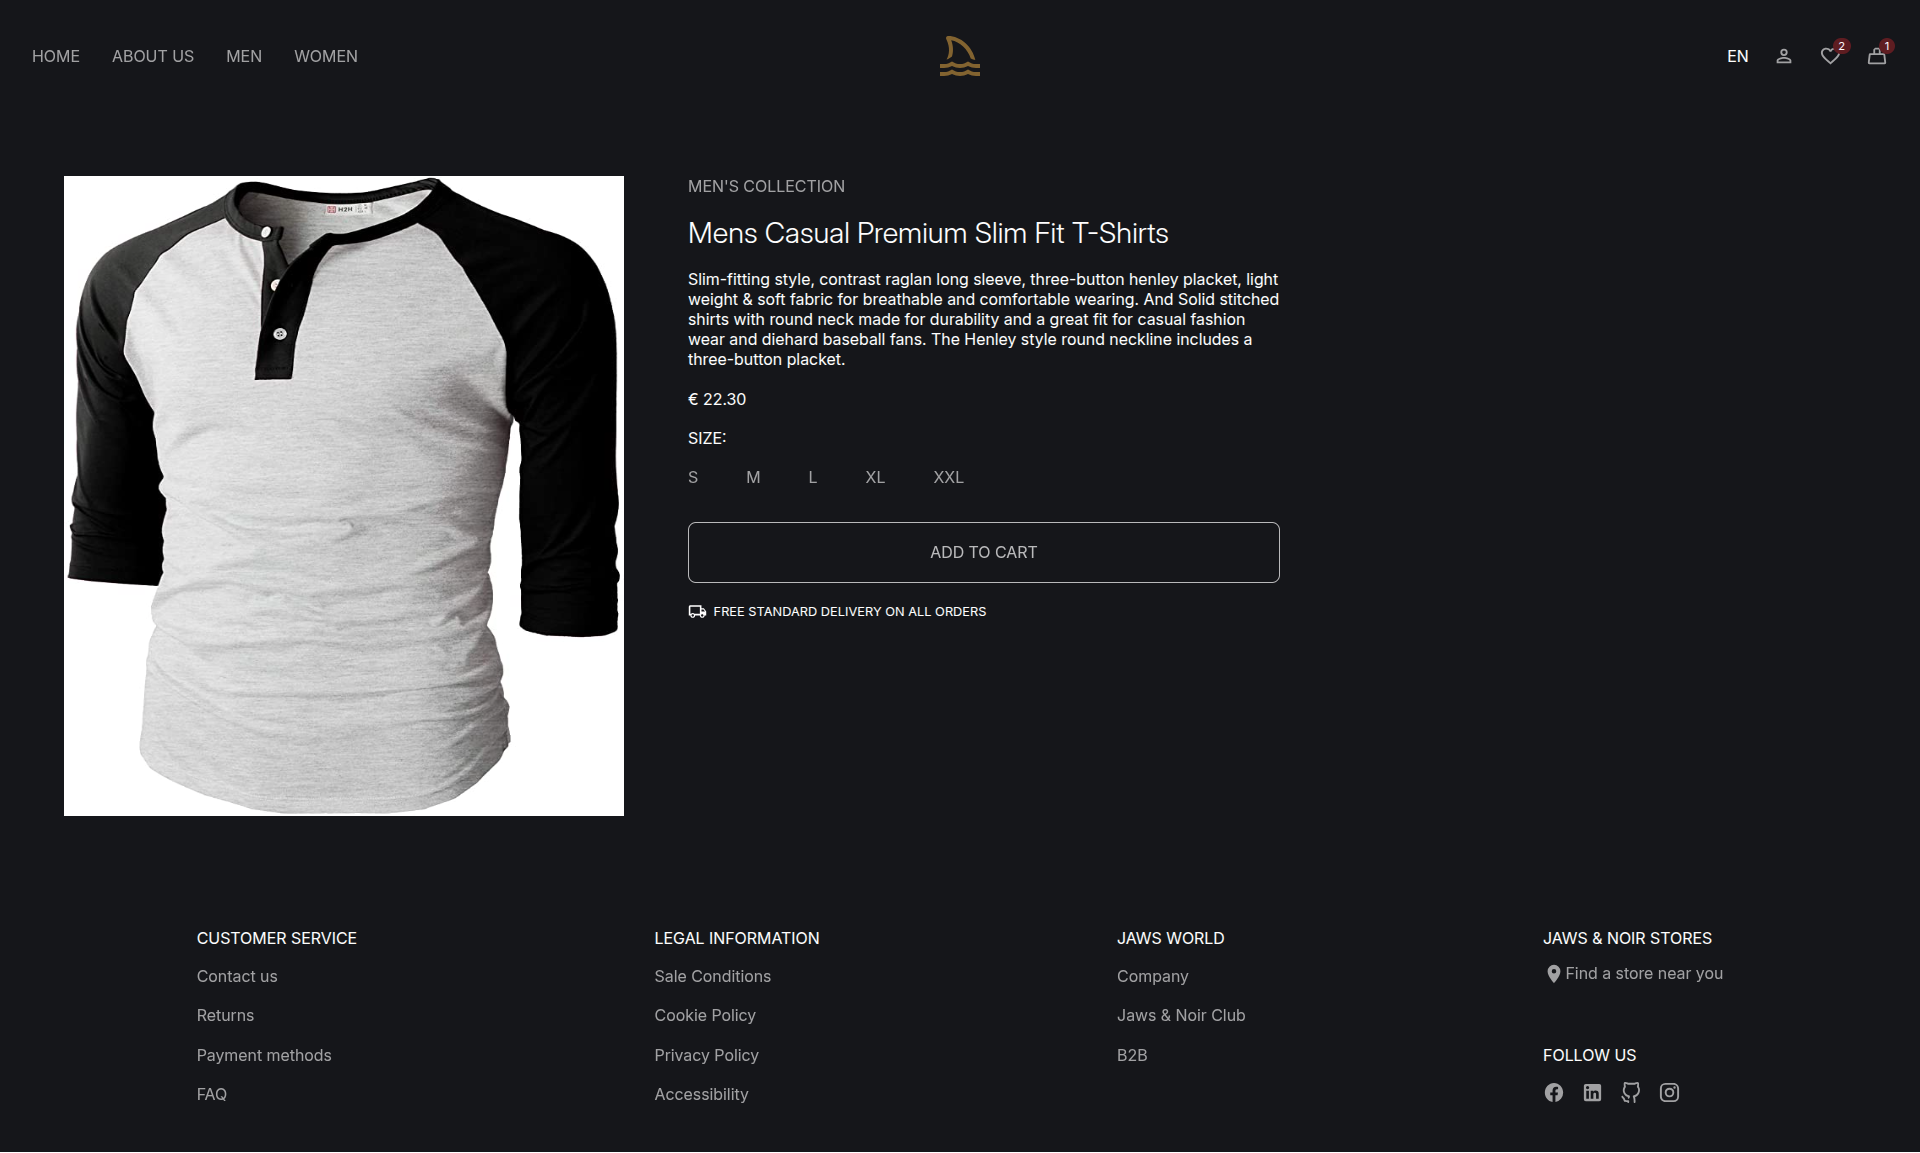 HOME
ABOUT US
MEN
WOMEN
EN
2
1
H2H
MEN'S COLLECTION
Mens Casual Premium Slim Fit T-Shirts
Slim-fitting style, contrast raglan long sleeve, three-button henley placket, light
weight & soft fabric for breathable and comfortable wearing. And Solid stitched
shirts with round neck made for durability and a great fit for casual fashion
wear and diehard baseball fans. The Henley style round neckline includes a
three-button placket.
€ 22.30
SIZE:
S
M
L
XL
XXL
ADD TO CART
FREE STANDARD DELIVERY ON ALL ORDERS
CUSTOMER SERVICE
Contact us
Returns
Payment methods
FAQ
LEGAL INFORMATION
Sale Conditions
Cookie Policy
Privacy Policy
Accessibility
JAWS WORLD
Company
Jaws & Noir Club
B2B
JAWS & NOIR STORES
Find a store near you
FOLLOW US